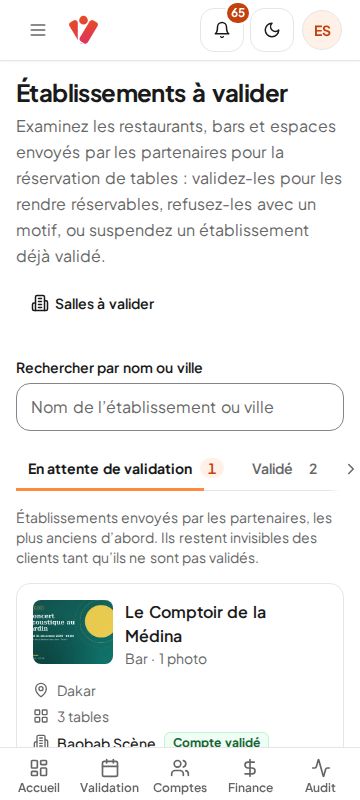 65
ES
Établissements à valider
Examinez les restaurants, bars et espaces
envoyés par les partenaires pour la
réservation de tables : validez-les pour les
rendre réservables, refusez-les avec un
motif, ou suspendez un établissement
déjà validé.
Salles à valider
Rechercher par nom ou ville
Nom de l’établissement ou ville
En attente de validation 1 Validé 2
Établissements envoyés par les partenaires, les
plus anciens d’abord. Ils restent invisibles des
clients tant qu’ils ne sont pas validés.
Le Comptoir de la
Médina
Bar · 1 photo
Dakar
3 tables
Baobab Scène Compte validé
Accueil Validation Comptes Finance Audit